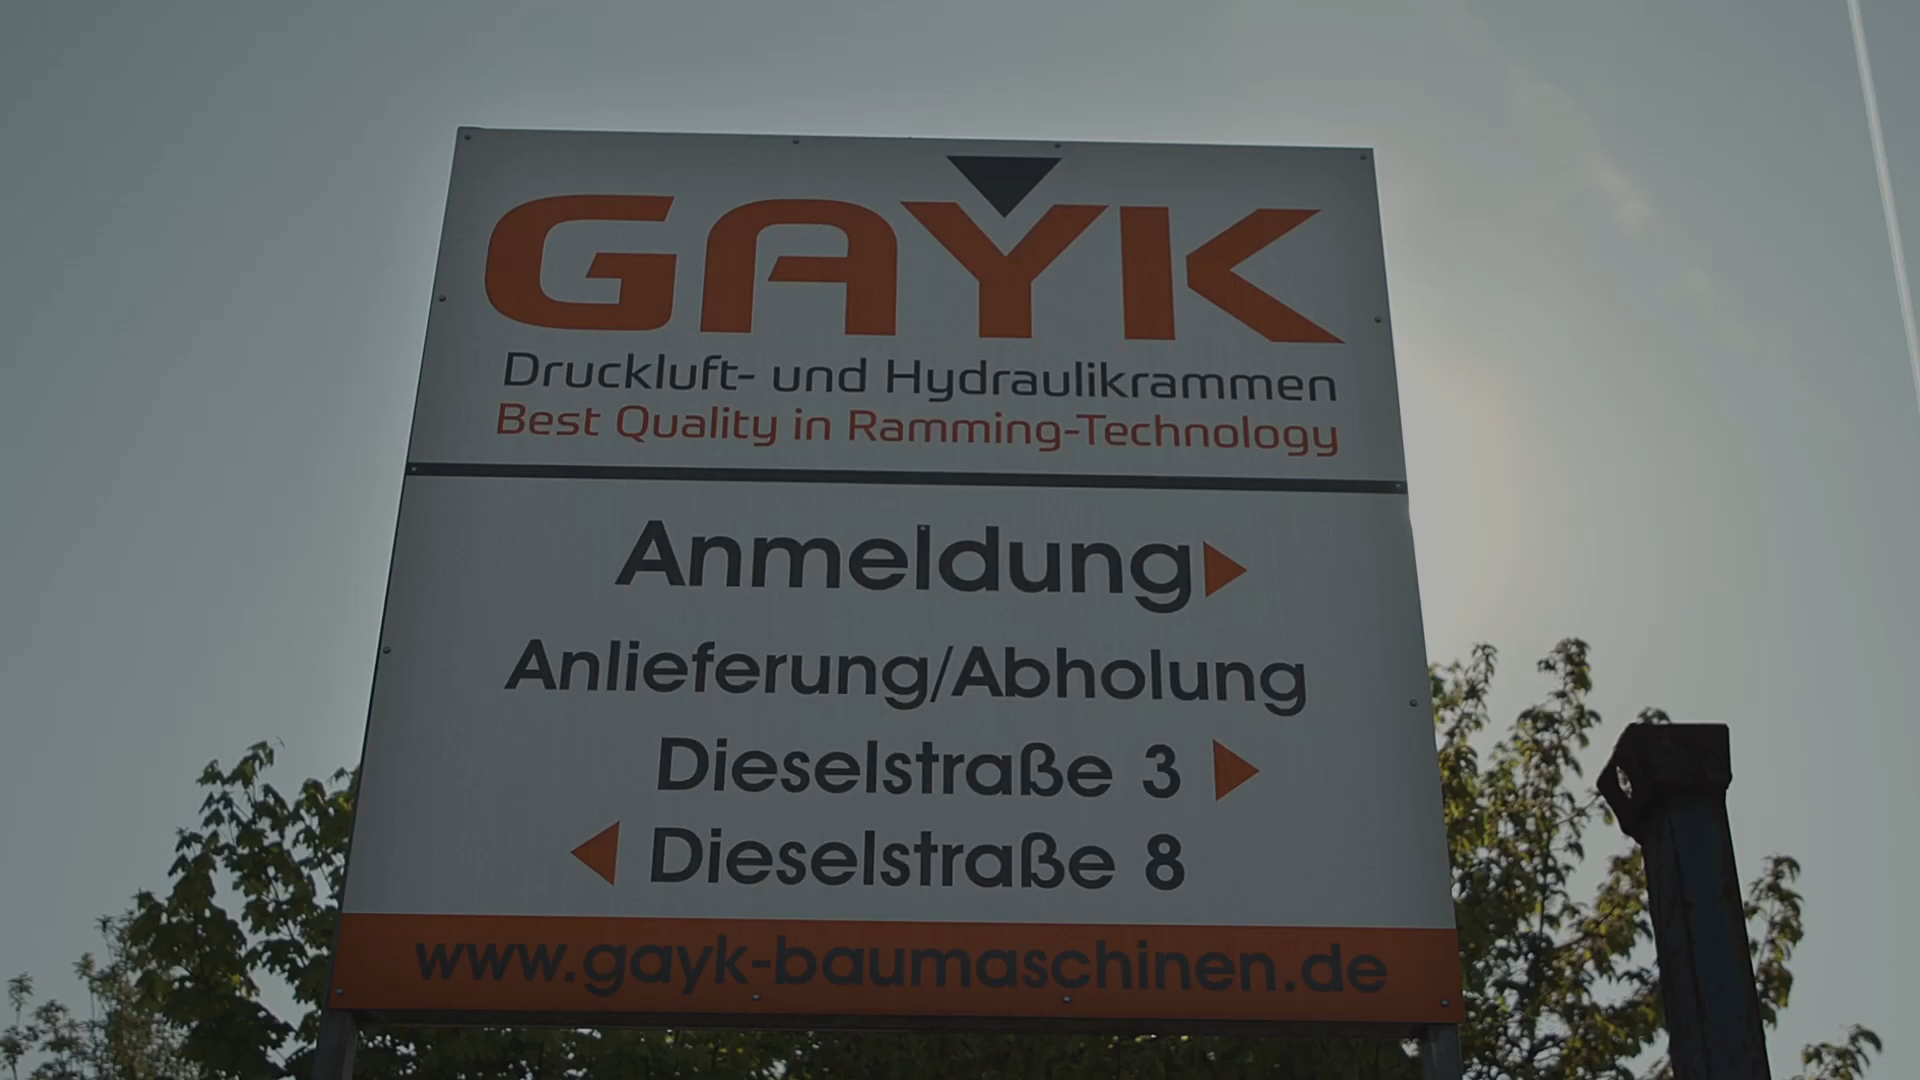 GAYK
Druckluft- und Hydraulikrammen
Best Quality in Ramming-Technology
Anmeldung
Anlieferung/Abholung
Dieselstraße 3
Dieselstraße 8
www.gayk-baumaschinen.de